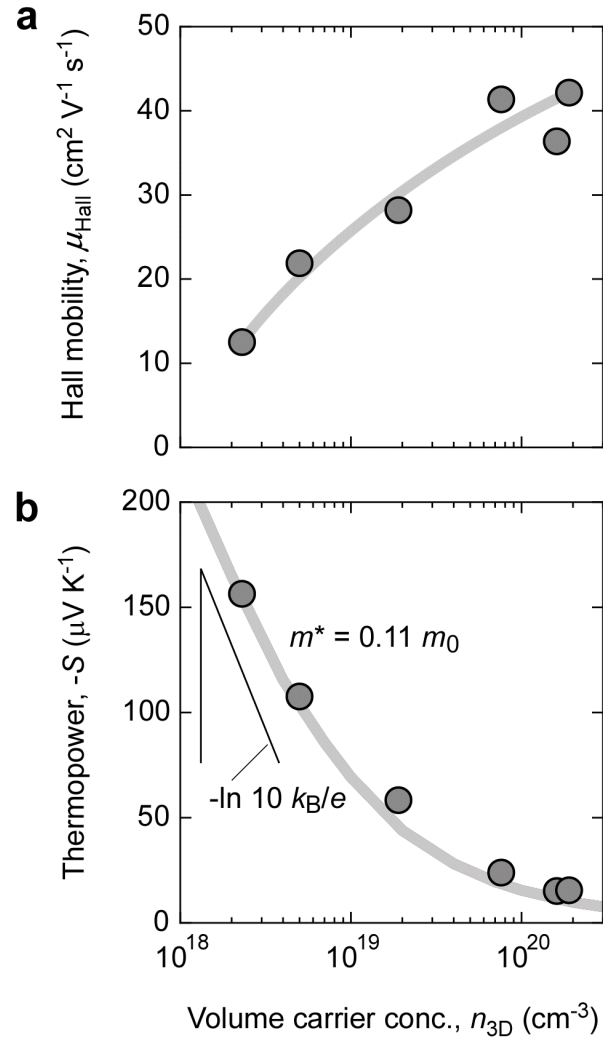 a
50
40
30
20
10
0
Hall mobility, μHall (cm² V⁻¹ s⁻¹)
b
200
150
100
50
0
Thermopower, -S (μV K⁻¹)
m* = 0.11 m₀
-ln 10 kB/e
10¹⁸ 10¹⁹ 10²⁰
Volume carrier conc., n3D (cm⁻³)